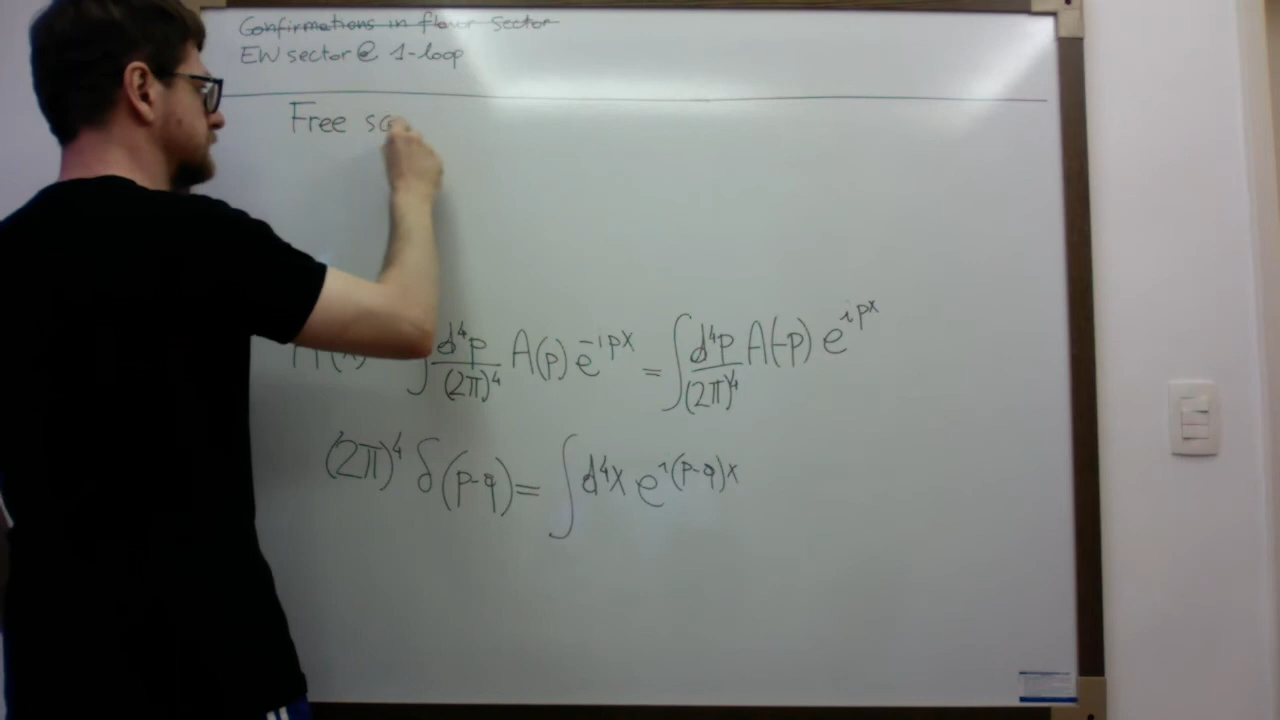 Confirmations in flavor sector
EW sector @ 1-loop
Free sc
A(x) ∫ d⁴p/(2π)⁴ A(p) e^{-ipx} = ∫ d⁴p/(2π)⁴ A(-p) e^{ipx}
(2π)⁴ δ(p-q) = ∫ d⁴x e^{i(p-q)x}